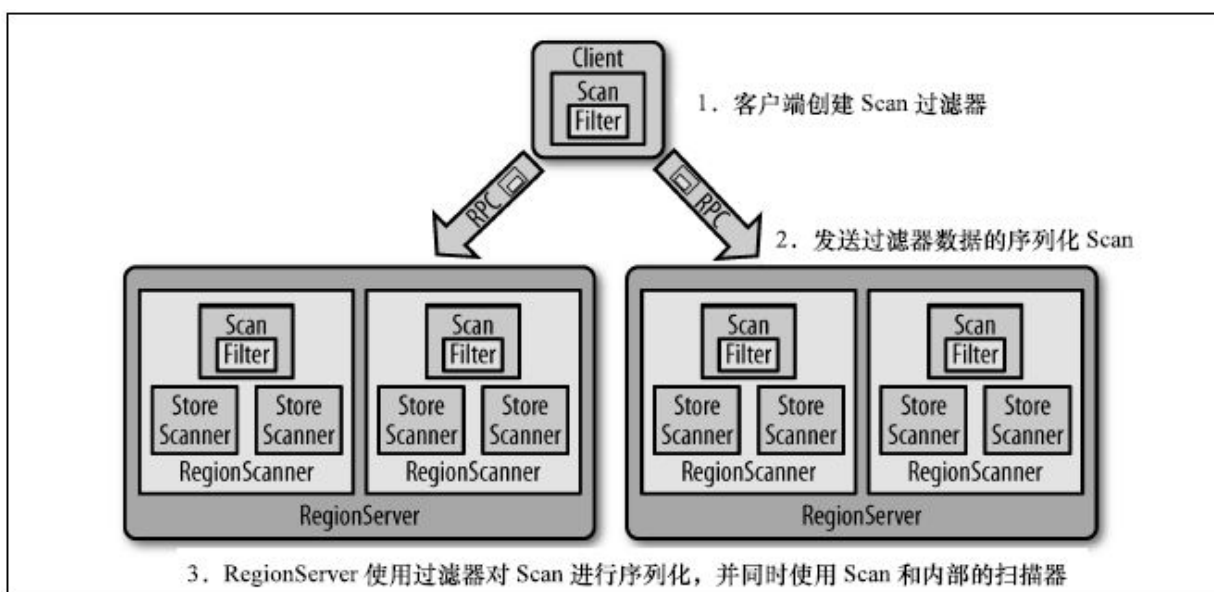 Client
Scan
Filter
1. 客户端创建 Scan 过滤器
RPC
RPC
2. 发送过滤器数据的序列化 Scan
Scan
Filter
Store
Scanner
Store
Scanner
RegionScanner
Scan
Filter
Store
Scanner
Store
Scanner
RegionScanner
RegionServer
Scan
Filter
Store
Scanner
Store
Scanner
RegionScanner
Scan
Filter
Store
Scanner
Store
Scanner
RegionScanner
RegionServer
3. RegionServer 使用过滤器对 Scan 进行序列化，并同时使用 Scan 和内部的扫描器